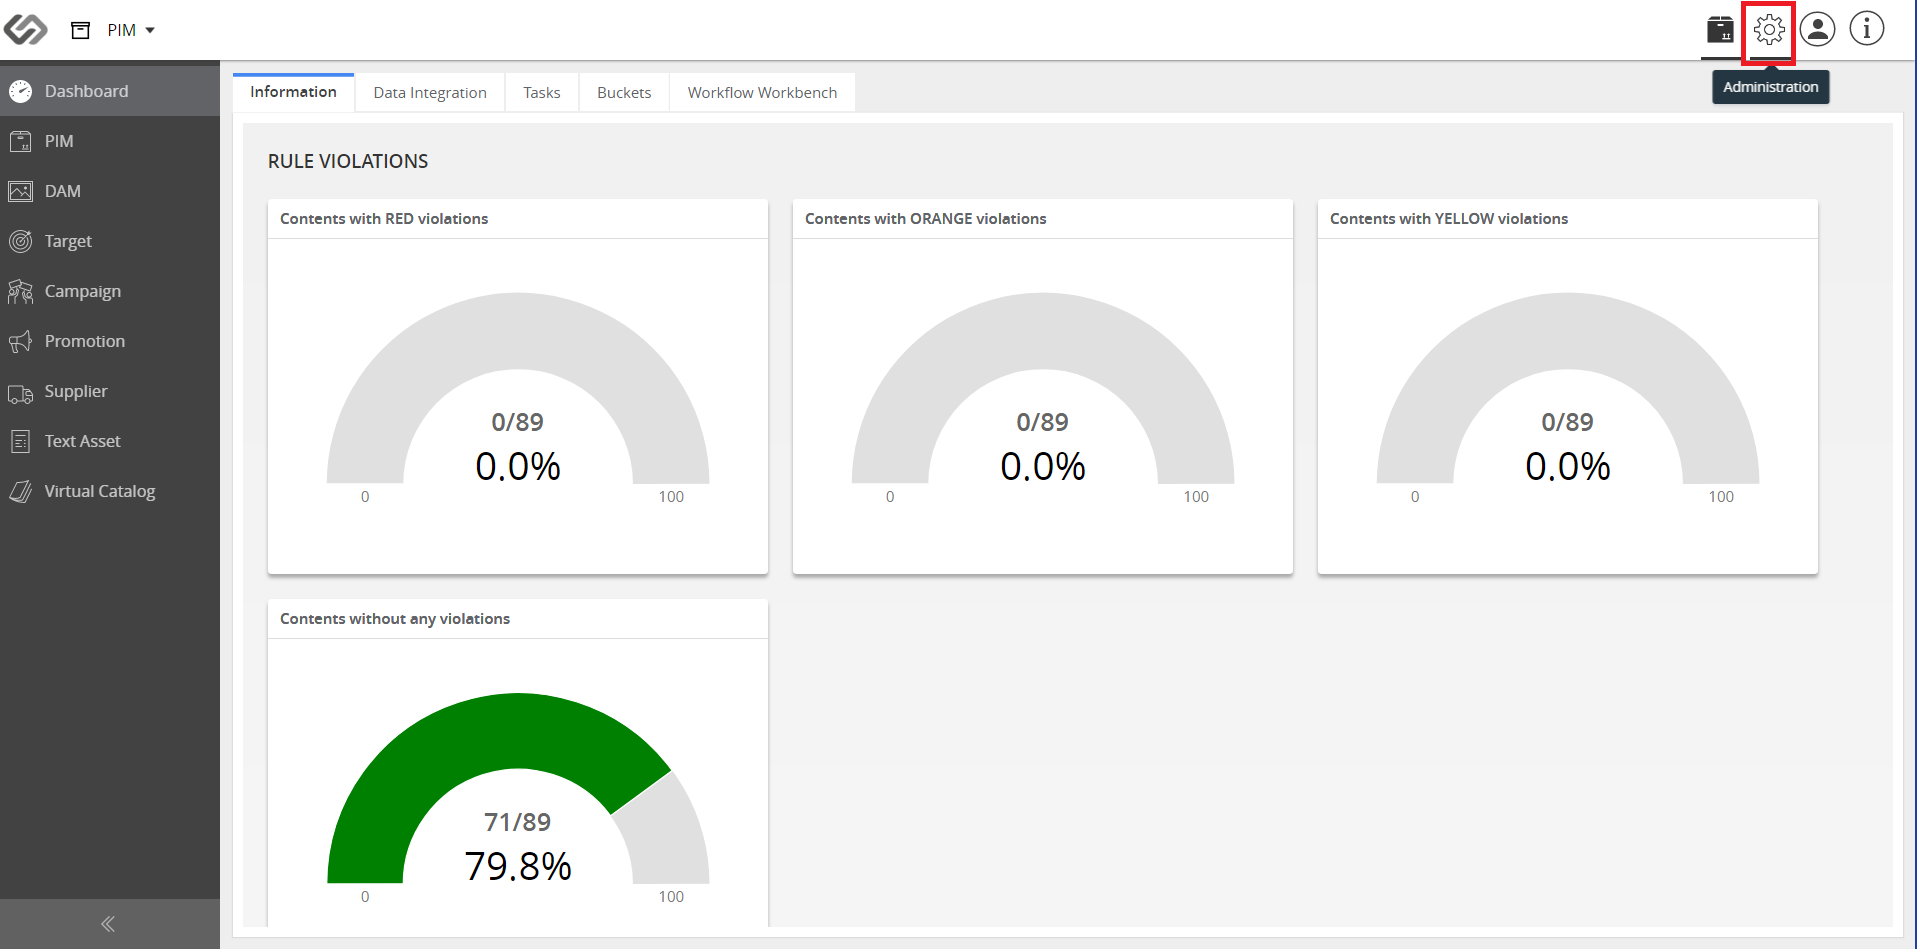 PIM
Administration
Dashboard
PIM
DAM
Target
Campaign
Promotion
Supplier
Text Asset
Virtual Catalog
Information
Data Integration
Tasks
Buckets
Workflow Workbench
RULE VIOLATIONS
Contents with RED violations
0/89
0.0%
0
100
Contents with ORANGE violations
0/89
0.0%
0
100
Contents with YELLOW violations
0/89
0.0%
0
100
Contents without any violations
71/89
79.8%
0
100